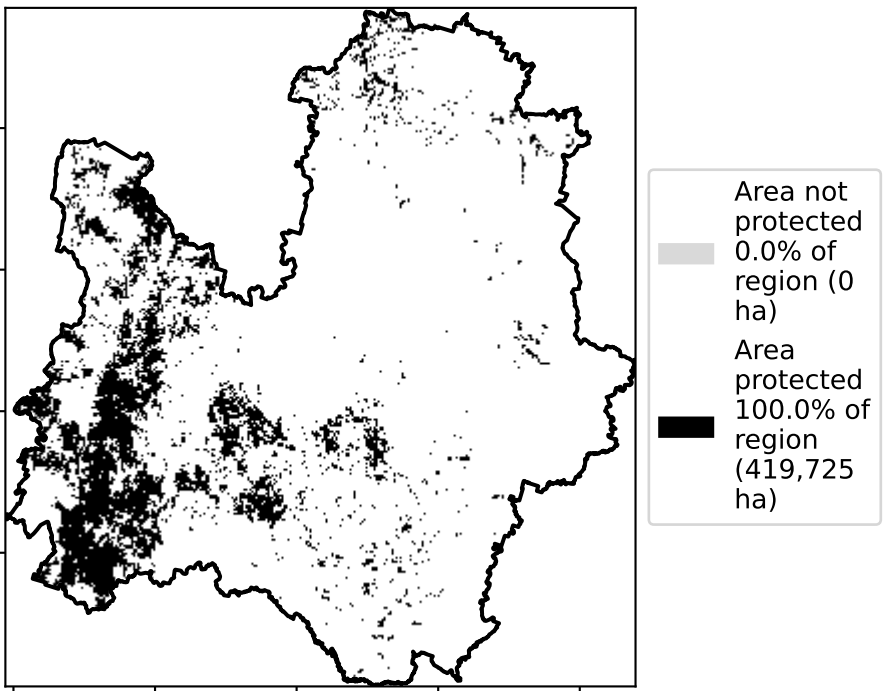 Area not
protected
0.0% of
region (0
ha)
Area
protected
100.0% of
region
(419,725
ha)